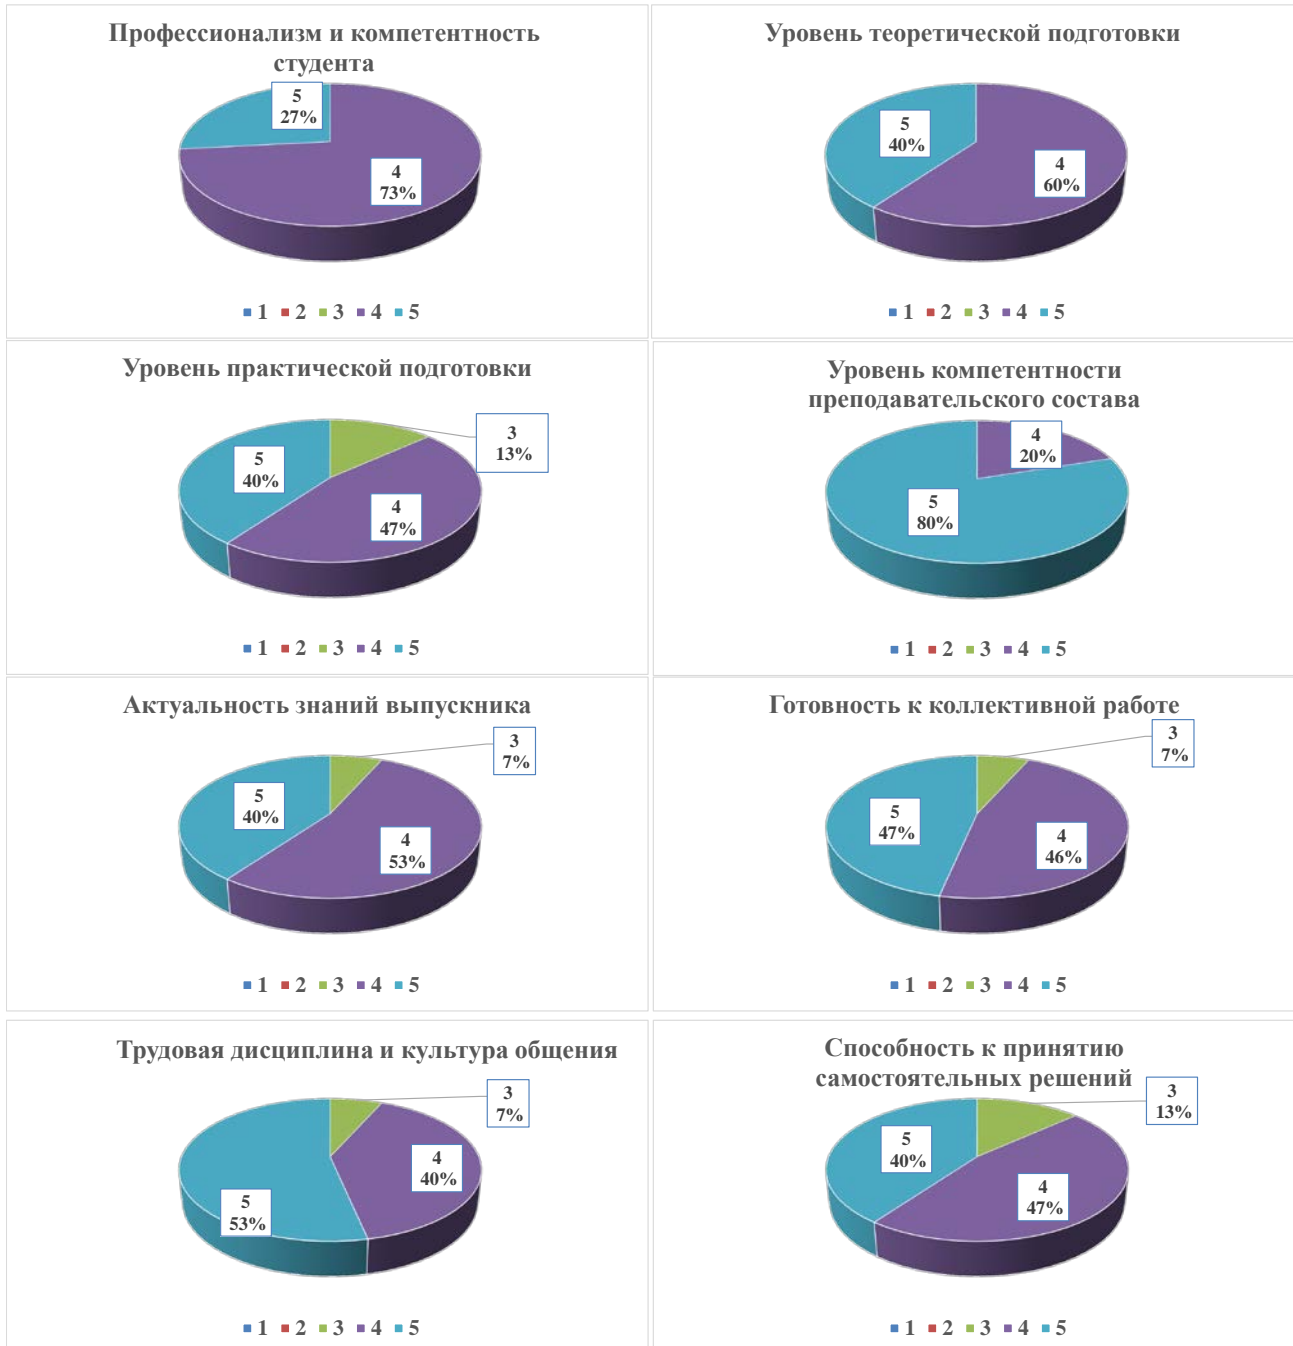 Профессионализм и компетентность
студента
5
27%
4
73%
1 2 3 4 5
Уровень теоретической подготовки
5
40%
4
60%
1 2 3 4 5
Уровень практической подготовки
3
13%
5
40%
4
47%
1 2 3 4 5
Уровень компетентности
преподавательского состава
4
20%
5
80%
1 2 3 4 5
Актуальность знаний выпускника
3
7%
5
40%
4
53%
1 2 3 4 5
Готовность к коллективной работе
3
7%
5
47%
4
46%
1 2 3 4 5
Трудовая дисциплина и культура общения
3
7%
4
40%
5
53%
1 2 3 4 5
Способность к принятию
самостоятельных решений
3
13%
5
40%
4
47%
1 2 3 4 5